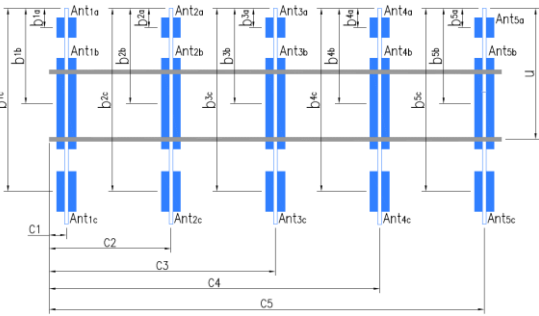 Ant1a Ant2a Ant3a Ant4a Ant5a
b1a b2a b3a b4a b5a
Ant1b Ant2b Ant3b Ant4b Ant5b
b1b b2b b3b b4b b5b u
b1c b2c b3c b4c b5c
Ant1c Ant2c Ant3c Ant4c Ant5c
C1
C2
C3
C4
C5